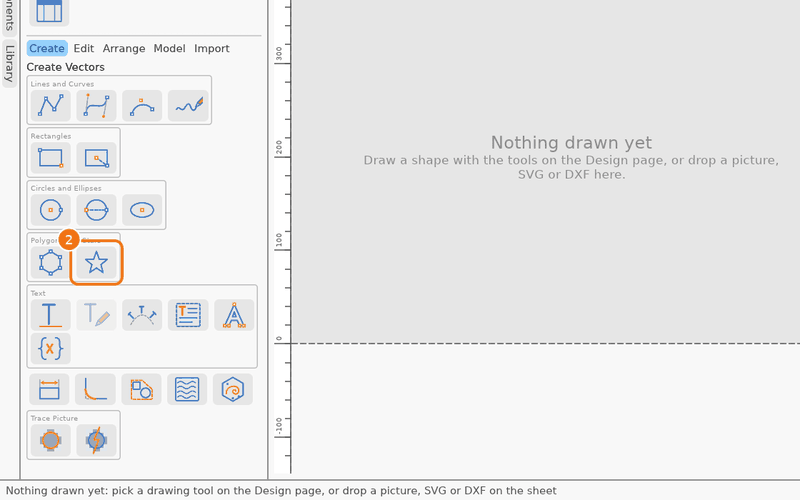 Library
Create Edit Arrange Model Import
Create Vectors
Lines and Curves
Rectangles
Circles and Ellipses
2
Text
Trace Picture
300
200
100
0
-100
Nothing drawn yet
Draw a shape with the tools on the Design page, or drop a picture,
SVG or DXF here.
Nothing drawn yet: pick a drawing tool on the Design page, or drop a picture, SVG or DXF on the sheet